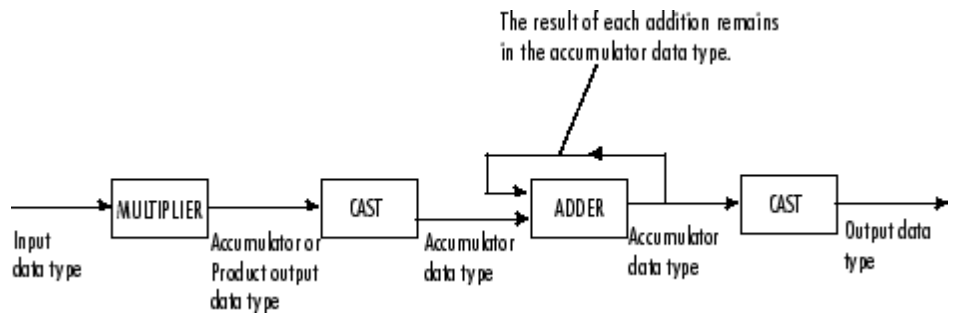 The result of each addition remains
in the accumulator data type.
MULTIPLIER
CAST
ADDER
CAST
Input
data type
Accumulator or
Product output
data type
Accumulator
data type
Accumulator
data type
Output data
type